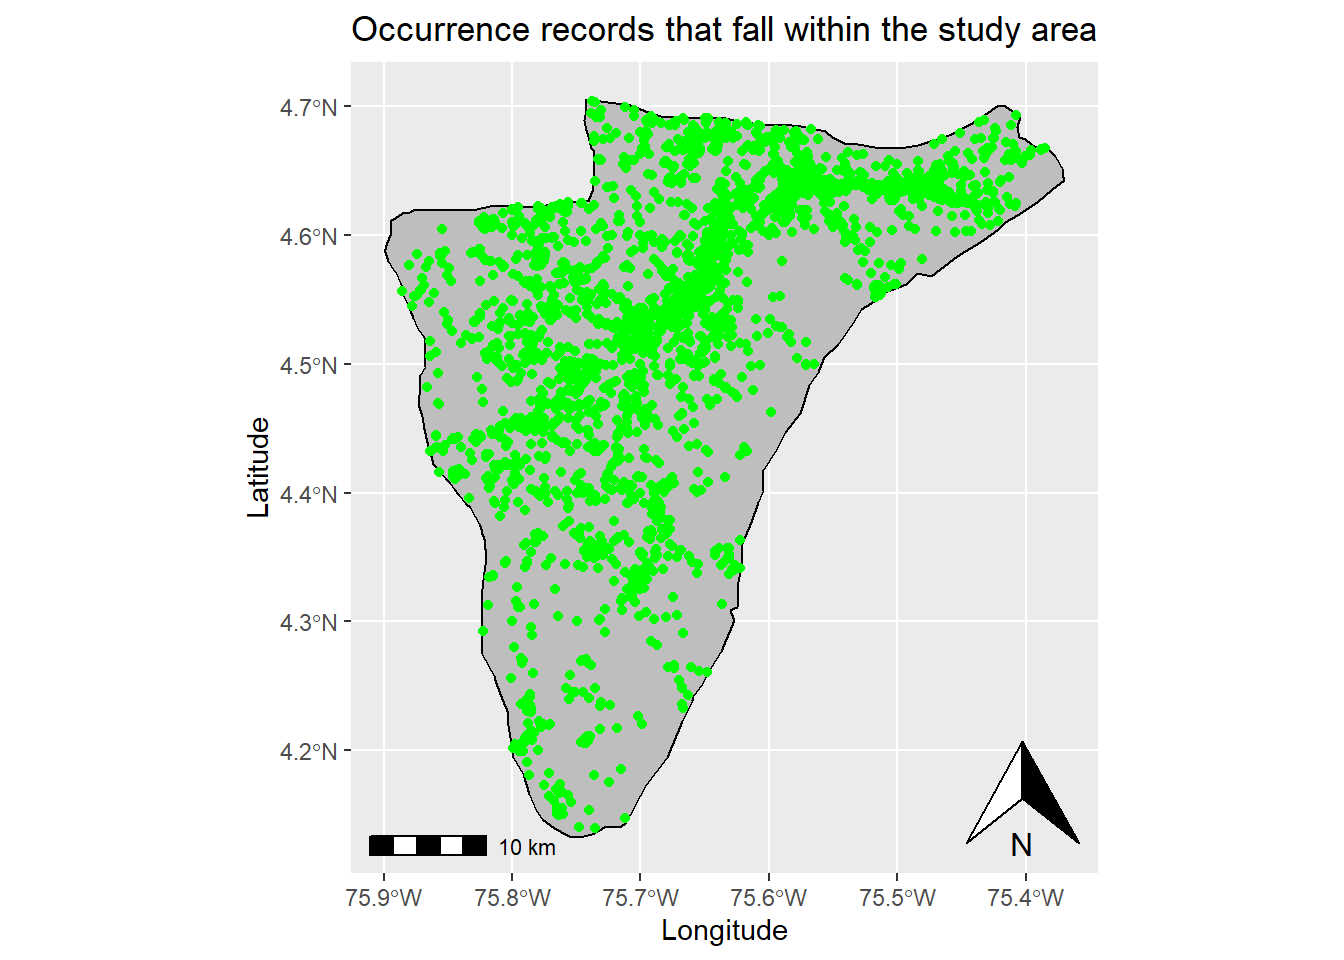 Occurrence records that fall within the study area
4.7°N
4.6°N
4.5°N
4.4°N
4.3°N
4.2°N
Latitude
10 km
N
75.9°W 75.8°W 75.7°W 75.6°W 75.5°W 75.4°W
Longitude